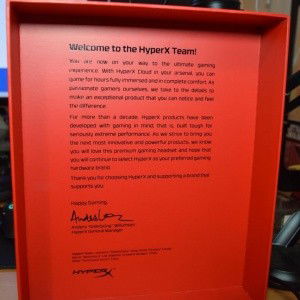 Welcome to the HyperX Team!
You are now on your way to the ultimate gaming
experience. With HyperX Cloud in your arsenal you can
game for hours fully immersed and in complete comfort. As
passionate gamers ourselves, we take to the details to
make an exceptional product that you can notice and feel
the difference.
For more than a decade, HyperX products have been
developed with gaming in mind, that is, built tough for
seriously extreme performance. As we strive to bring you
the next most innovative and powerful products, we know
you will love this premium gaming headset and hope that
you will continue to select HyperX as your preferred gaming
hardware brand.
Thank you for choosing HyperX and supporting a brand that
supports you.
Happy Gaming,
HyperX General Manager
HYPERX